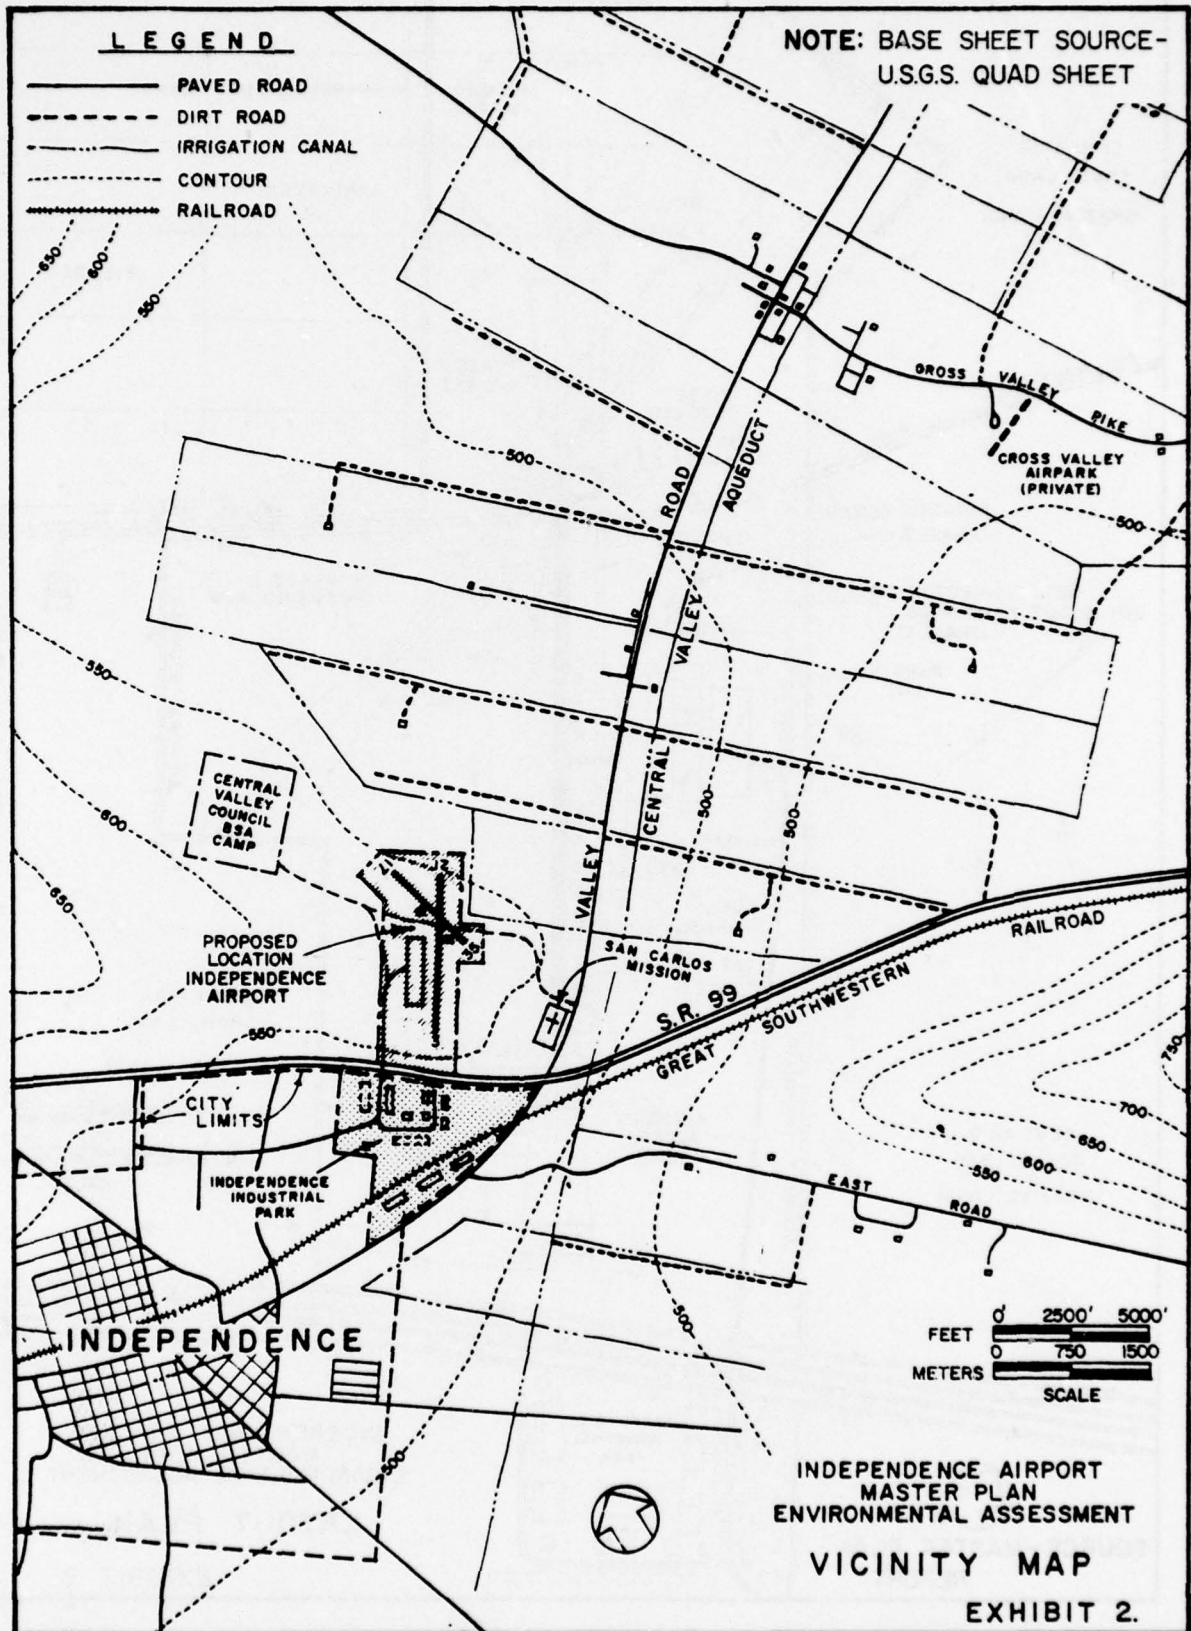 LEGEND
PAVED ROAD
DIRT ROAD
IRRIGATION CANAL
CONTOUR
RAILROAD
NOTE: BASE SHEET SOURCE-
U.S.G.S. QUAD SHEET
650
600
550
500
GROSS VALLEY PIKE
CROSS VALLEY
AIRPARK
(PRIVATE)
500
ROAD
AQUEDUCT
VALLEY
CENTRAL
VALLEY
550
600
650
500
500
CENTRAL
VALLEY
COUNCIL
BSA
CAMP
17
35
PROPOSED
LOCATION
INDEPENDENCE
AIRPORT
550
SAN CARLOS
MISSION
S.R. 99
GREAT SOUTHWESTERN RAILROAD
750
700
650
600
550
CITY
LIMITS
INDEPENDENCE
INDUSTRIAL
PARK
EAST ROAD
500
INDEPENDENCE
500
0' 2500' 5000'
FEET
0 750 1500
METERS
SCALE
INDEPENDENCE AIRPORT
MASTER PLAN
ENVIRONMENTAL ASSESSMENT
VICINITY MAP
EXHIBIT 2.